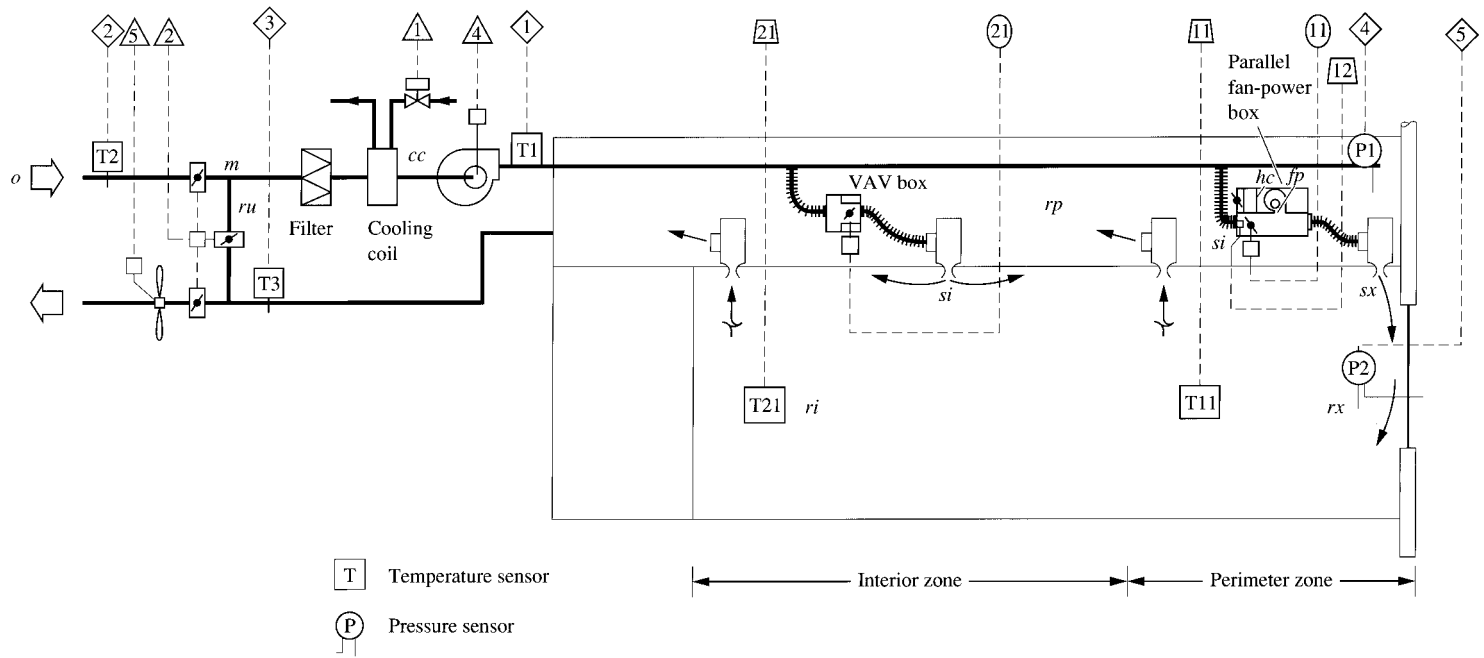 2
5
2
3
1
4
1
21
21
11
11
4
5
12
Parallel
fan-power
box
T2
T1
P1
o
m
cc
VAV box
hc
fp
ru
Filter
Cooling
coil
rp
si
T3
si
sx
P2
T21
ri
T11
rx
T
Temperature sensor
Interior zone
Perimeter zone
P
Pressure sensor